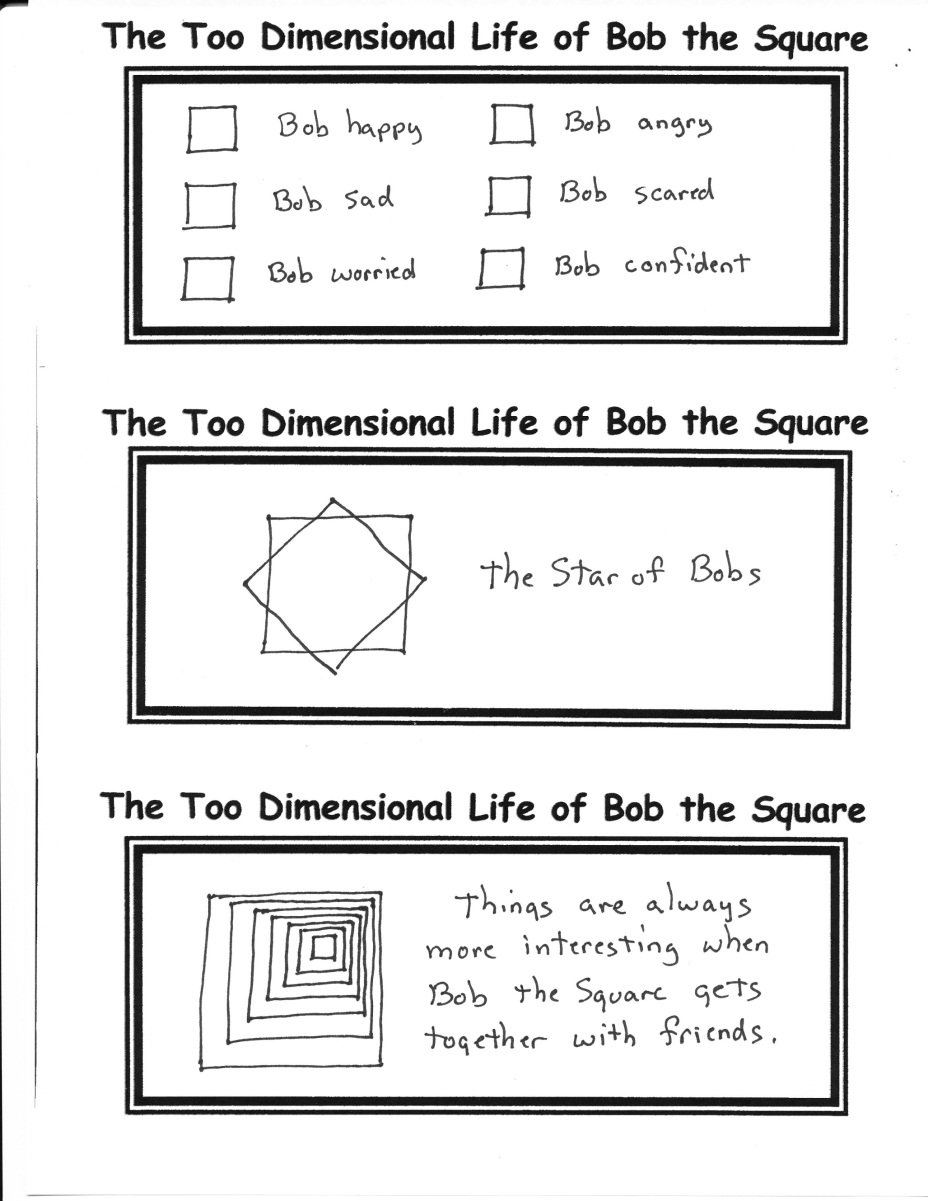 The Too Dimensional Life of Bob the Square
Bob happy
Bob angry
Bob sad
Bob scared
Bob worried
Bob confident
The Too Dimensional Life of Bob the Square
The Star of Bobs
The Too Dimensional Life of Bob the Square
Things are always
more interesting when
Bob the Square gets
together with friends.